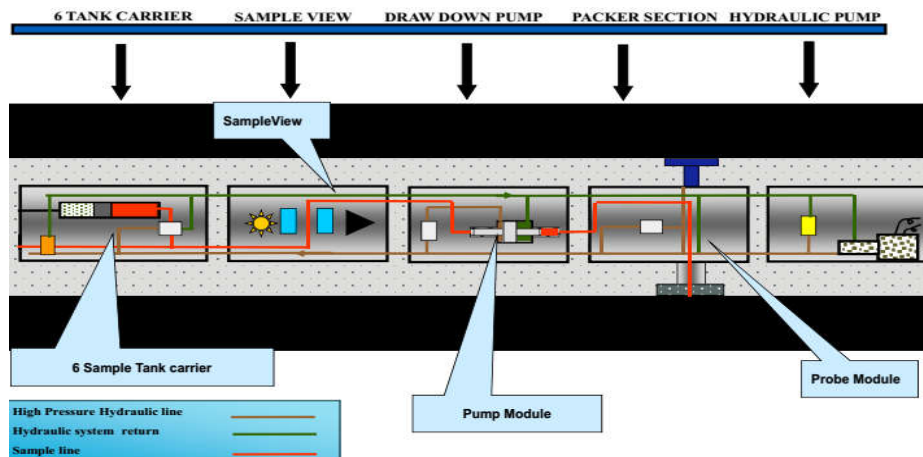 6 TANK CARRIER SAMPLE VIEW DRAW DOWN PUMP PACKER SECTION HYDRAULIC PUMP
SampleView
6 Sample Tank carrier
Probe Module
Pump Module
High Pressure Hydraulic line
Hydraulic system return
Sample line